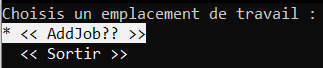 Choisis un emplacement de travail :
* << AddJob?? >>
<< Sortir >>